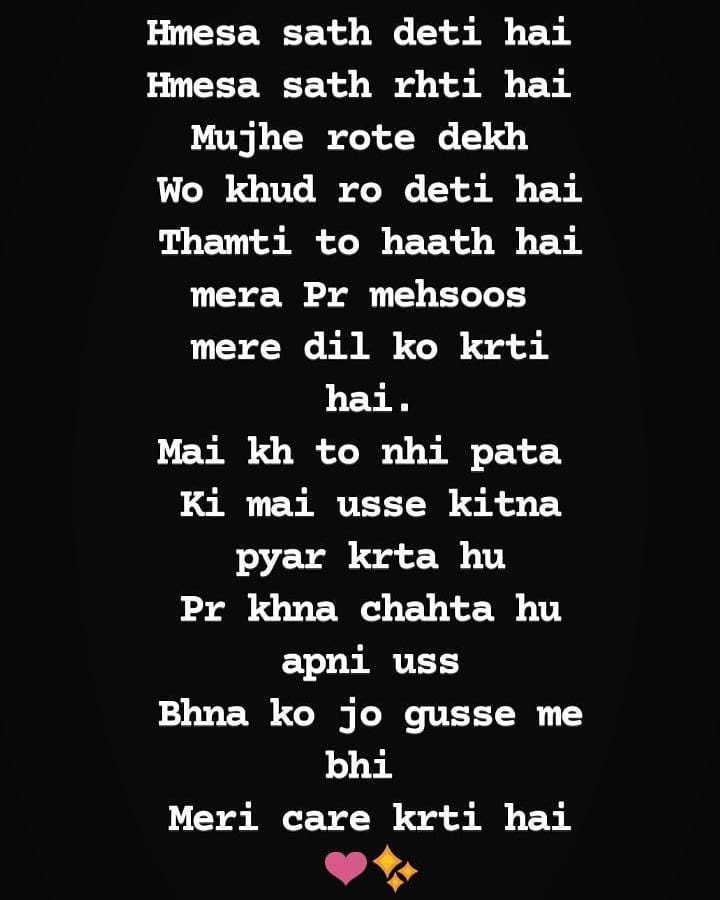 Hmesa sath deti hai
Hmesa sath rhti hai
Mujhe rote dekh
Wo khud ro deti hai
Thamti to haath hai
mera Pr mehsoos
mere dil ko krti
hai.
Mai kh to nhi pata
Ki mai usse kitna
pyar krta hu
Pr khna chahta hu
apni uss
Bhna ko jo gusse me
bhi
Meri care krti hai
❤✨